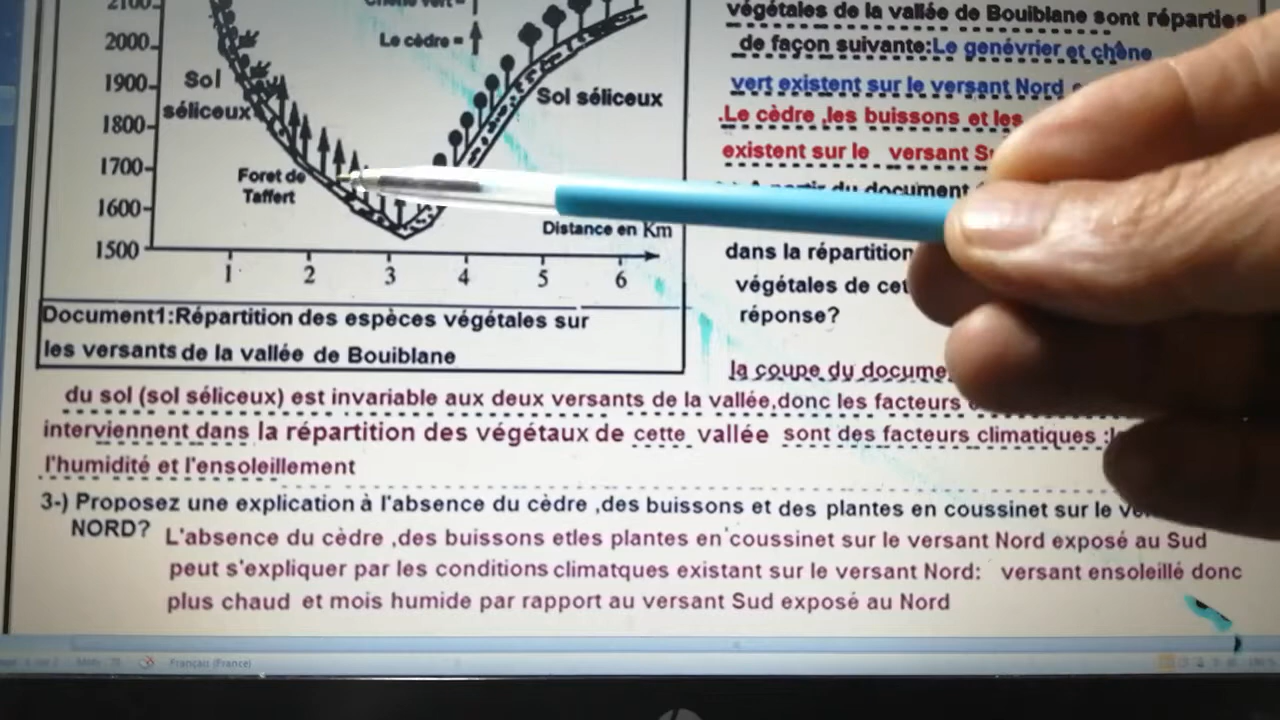 2100
2000
1900
1800
1700
1600
1500
Chêne vert=
Le cèdre =
Sol
séliceux
Sol séliceux
Foret de
Taffert
Distance en Km
1 2 3 4 5 6
Document1:Répartition des espèces végétales sur
les versants de la vallée de Bouiblane
végétales de la vallée de Bouiblane sont réparties
de façon suivante:Le genévrier et chêne
vert existent sur le versant Nord
.Le cèdre ,les buissons et les
existent sur le versant
du document
dans la répartition
végétales de
réponse?
la coupe du
du sol (sol séliceux) est invariable aux deux versants de la vallée,donc les facteurs
interviennent dans la répartition des végétaux de cette vallée sont des facteurs climatiques :
l'humidité et l'ensoleillement
3-) Proposez une explication à l'absence du cèdre ,des buissons et des plantes en coussinet sur le
NORD?
L'absence du cèdre ,des buissons etles plantes en coussinet sur le versant Nord exposé au Sud
peut s'expliquer par les conditions climatques existant sur le versant Nord: versant ensoleillé donc
plus chaud et mois humide par rapport au versant Sud exposé au Nord
Français (France)